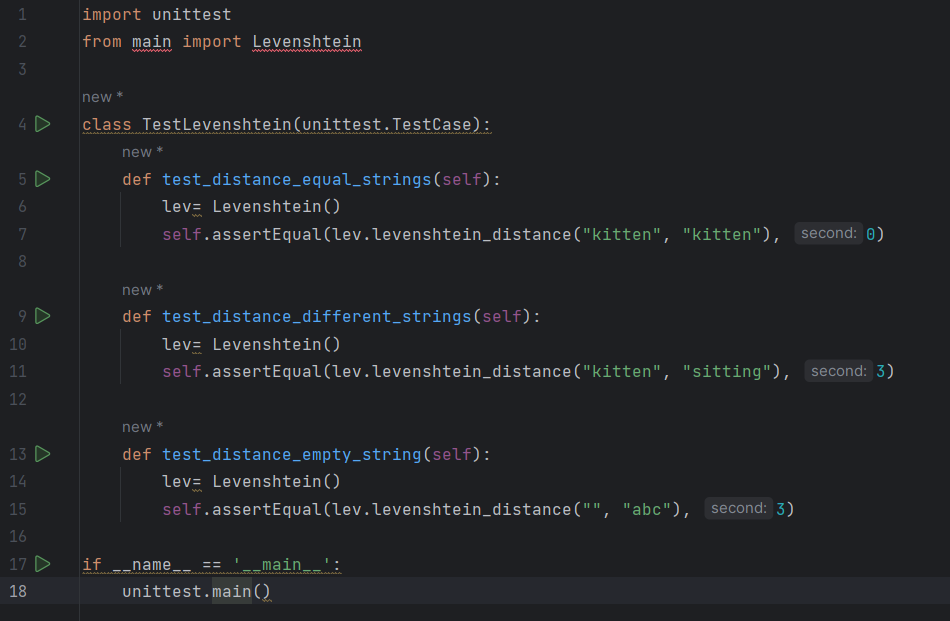 1 import unittest
2 from main import Levenshtein
3
new *
4 class TestLevenshtein(unittest.TestCase):
new *
5 def test_distance_equal_strings(self):
6 lev= Levenshtein()
7 self.assertEqual(lev.levenshtein_distance("kitten", "kitten"), second: 0)
8
new *
9 def test_distance_different_strings(self):
10 lev= Levenshtein()
11 self.assertEqual(lev.levenshtein_distance("kitten", "sitting"), second: 3)
12
new *
13 def test_distance_empty_string(self):
14 lev= Levenshtein()
15 self.assertEqual(lev.levenshtein_distance("", "abc"), second: 3)
16
17 if __name__ == '__main__':
18 unittest.main()